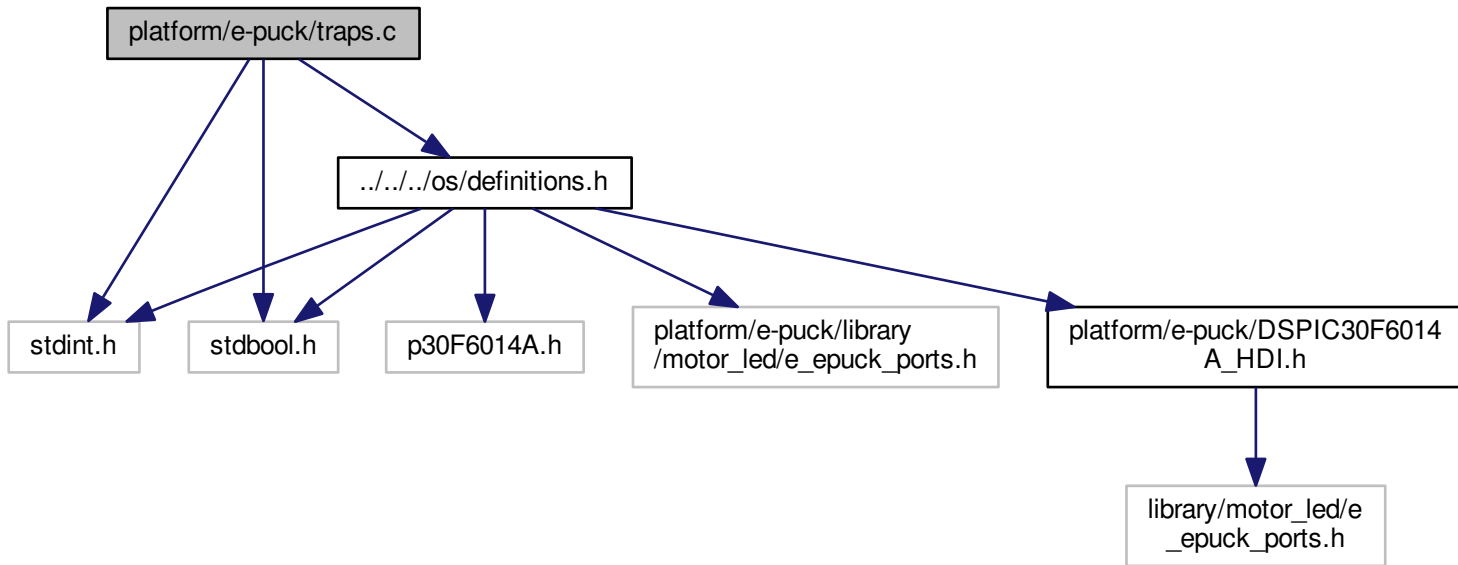 platform/e-puck/traps.c
../../../os/definitions.h
stdint.h
stdbool.h
p30F6014A.h
platform/e-puck/library
/motor_led/e_epuck_ports.h
platform/e-puck/DSPIC30F6014
A_HDI.h
library/motor_led/e
_epuck_ports.h